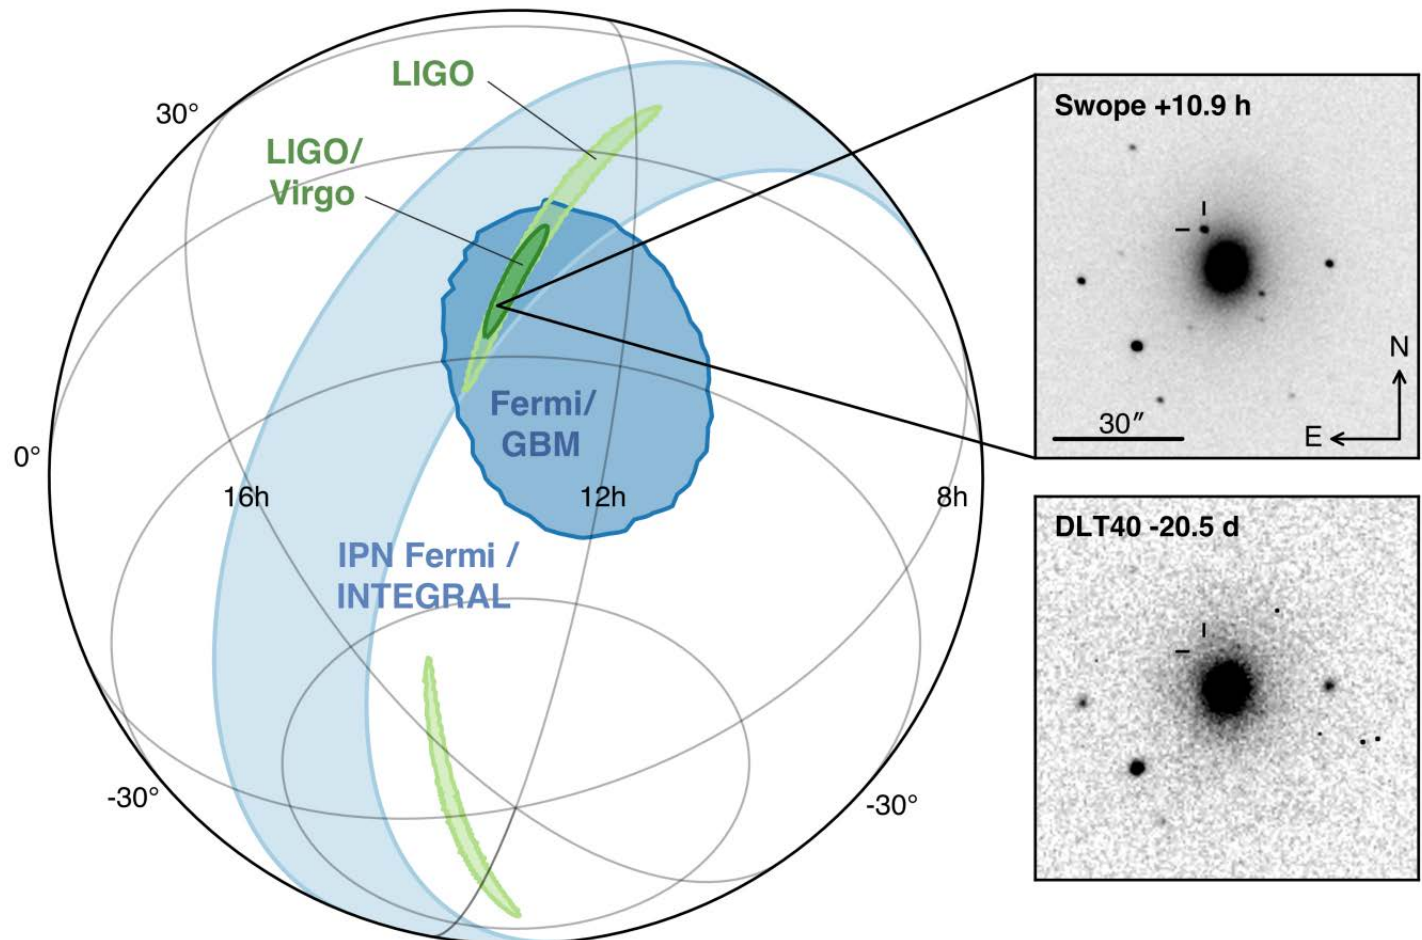 LIGO
30°
LIGO/
Virgo
Fermi/
GBM
0°
16h
12h
8h
IPN Fermi /
INTEGRAL
-30°
-30°
Swope +10.9 h
N
30″
E
DLT40 -20.5 d